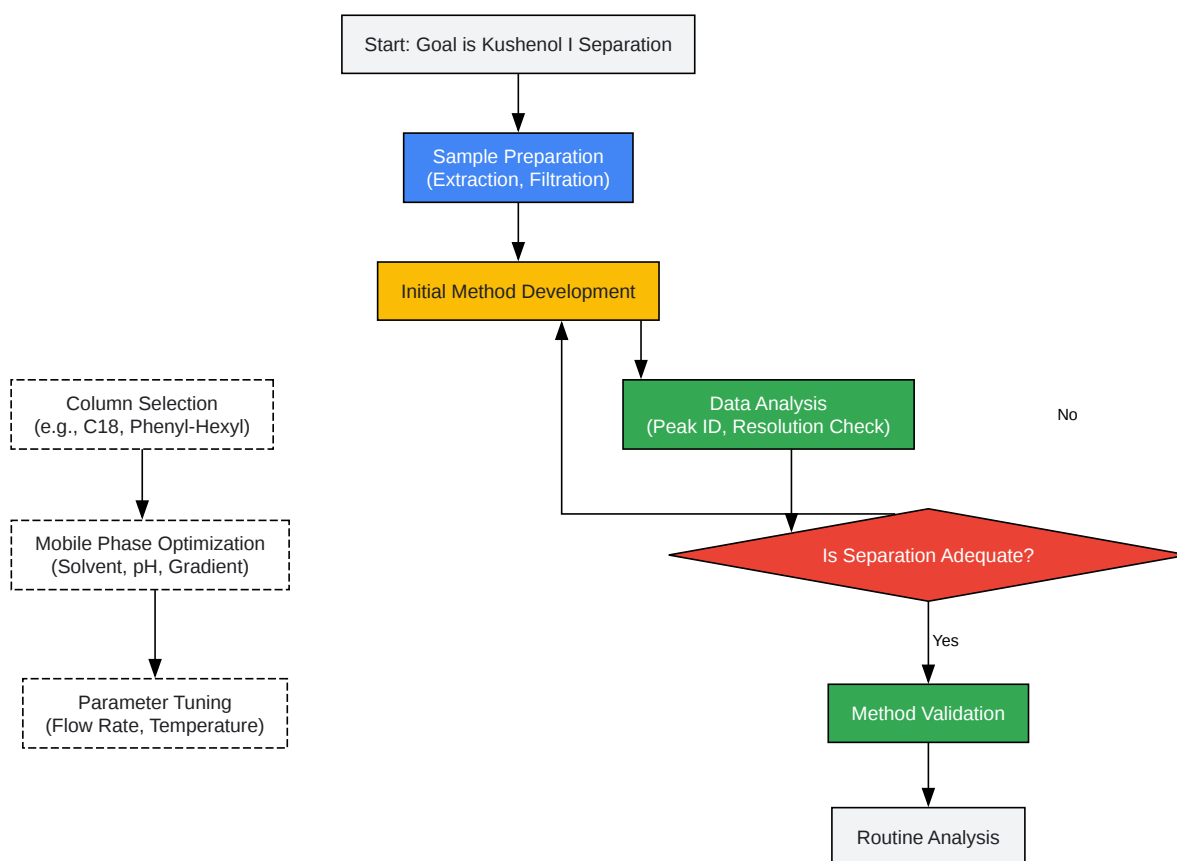 Start: Goal is Kushenol I Separation
Sample Preparation
(Extraction, Filtration)
Initial Method Development
Column Selection
(e.g., C18, Phenyl-Hexyl)
Data Analysis
(Peak ID, Resolution Check)
No
Mobile Phase Optimization
(Solvent, pH, Gradient)
Is Separation Adequate?
Yes
Parameter Tuning
(Flow Rate, Temperature)
Method Validation
Routine Analysis